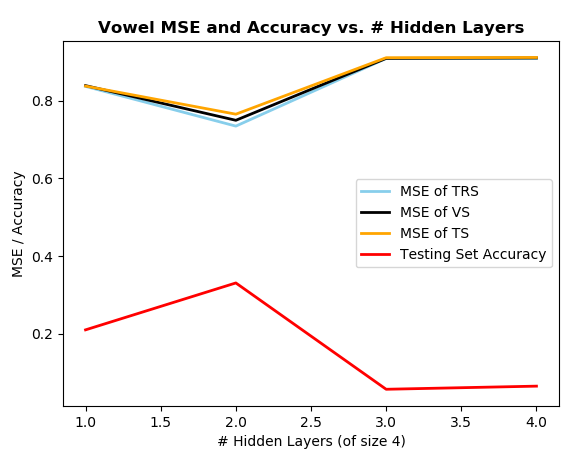 Vowel MSE and Accuracy vs. # Hidden Layers
MSE / Accuracy
0.8
0.6
0.4
0.2
MSE of TRS
MSE of VS
MSE of TS
Testing Set Accuracy
1.0 1.5 2.0 2.5 3.0 3.5 4.0
# Hidden Layers (of size 4)